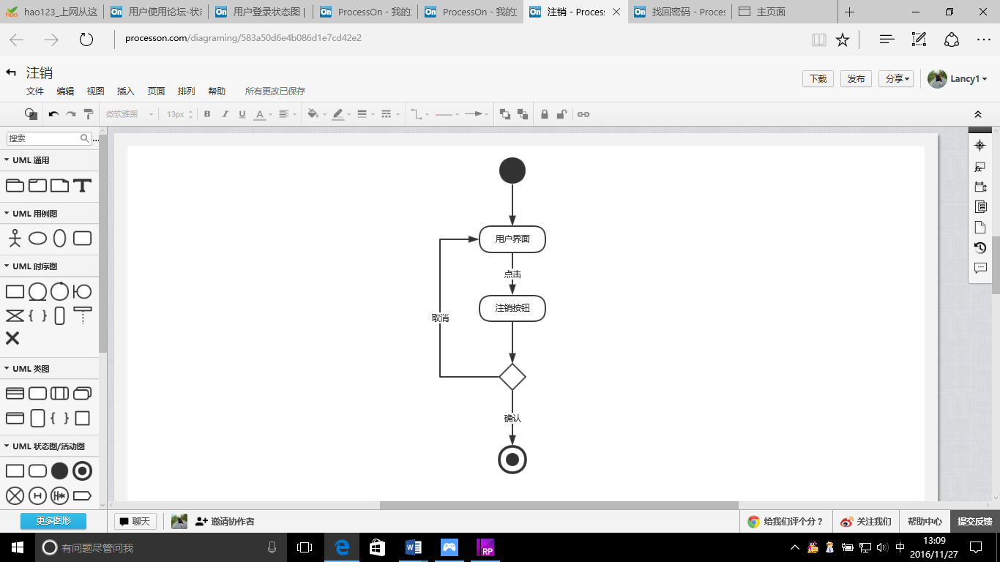 hao123_上网从这
用户使用论坛-状态
用户登录状态图 |
ProcessOn - 我的
ProcessOn - 我的
注销 - Process
找回密码 - Proces
主页面
processon.com/diagraming/583a50d6e4b086d1e7cd42e2
注销
文件 编辑 视图 插入 页面 排列 帮助 所有更改已保存
下载 发布 分享 Lancy1
微软雅黑 13px B I U A
搜索 ...
UML 通用
UML 用例图
UML 时序图
UML 类图
UML 状态图/活动图
更多图形
用户界面
点击
注销按钮
取消
确认
聊天 邀请协作者
给我们评个分？ 关注我们 帮助中心 提交反馈
有问题尽管问我
中
13:09
2016/11/27